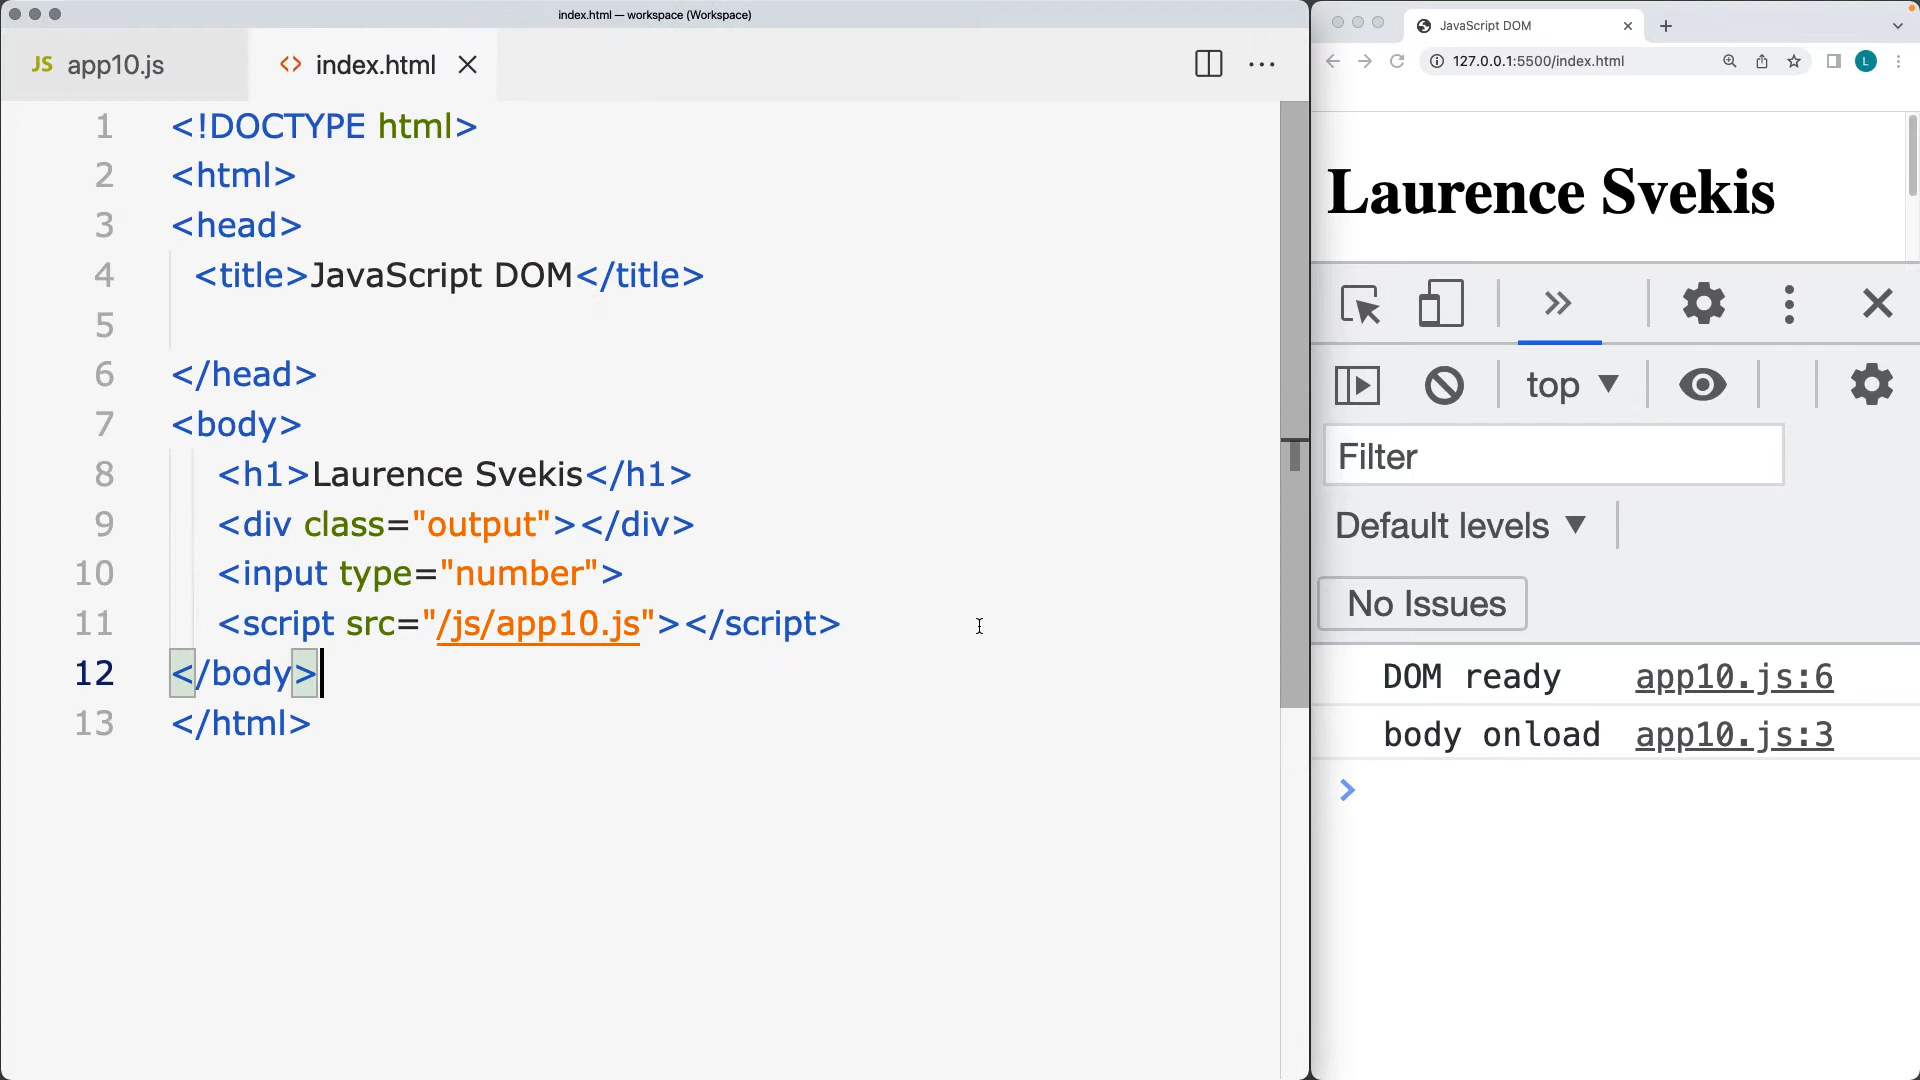 index.html — workspace (Workspace)
JS app10.js
<> index.html
1 <!DOCTYPE html>
2 <html>
3 <head>
4 <title>JavaScript DOM</title>
5
6 </head>
7 <body>
8 <h1>Laurence Svekis</h1>
9 <div class="output"></div>
10 <input type="number">
11 <script src="/js/app10.js"></script>
12 </body>
13 </html>
JavaScript DOM
127.0.0.1:5500/index.html
L
Laurence Svekis
top
Filter
Default levels
No Issues
DOM ready app10.js:6
body onload app10.js:3